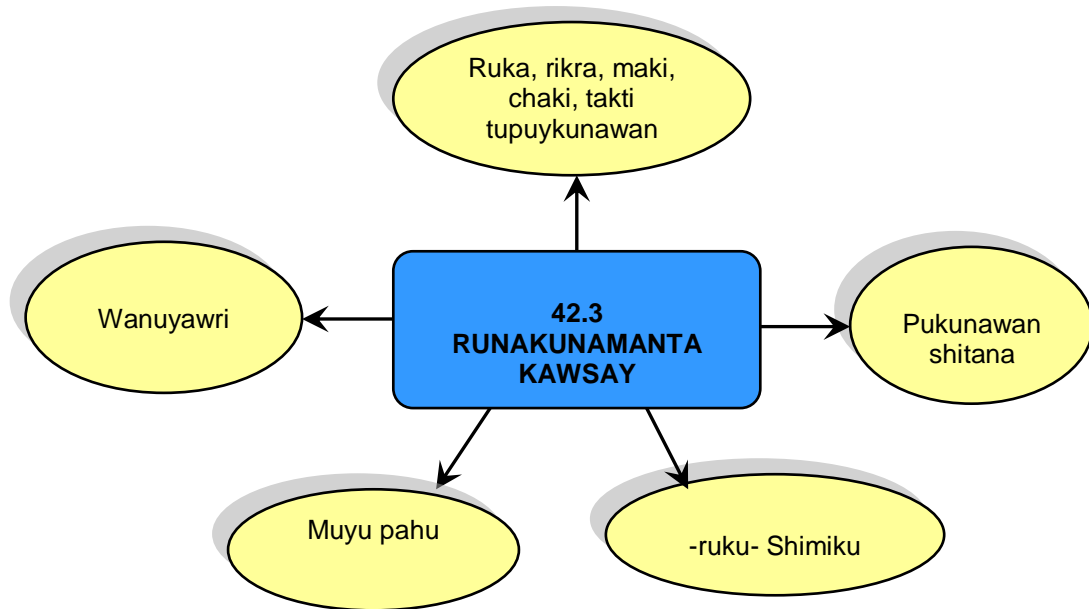 Ruka, rikra, maki,
chaki, takti
tupuykunawan
Wanuyawri
42.3
RUNAKUNAMANTA
KAWSAY
Pukunawan
shitana
Muyu pahu
-ruku- Shimiku